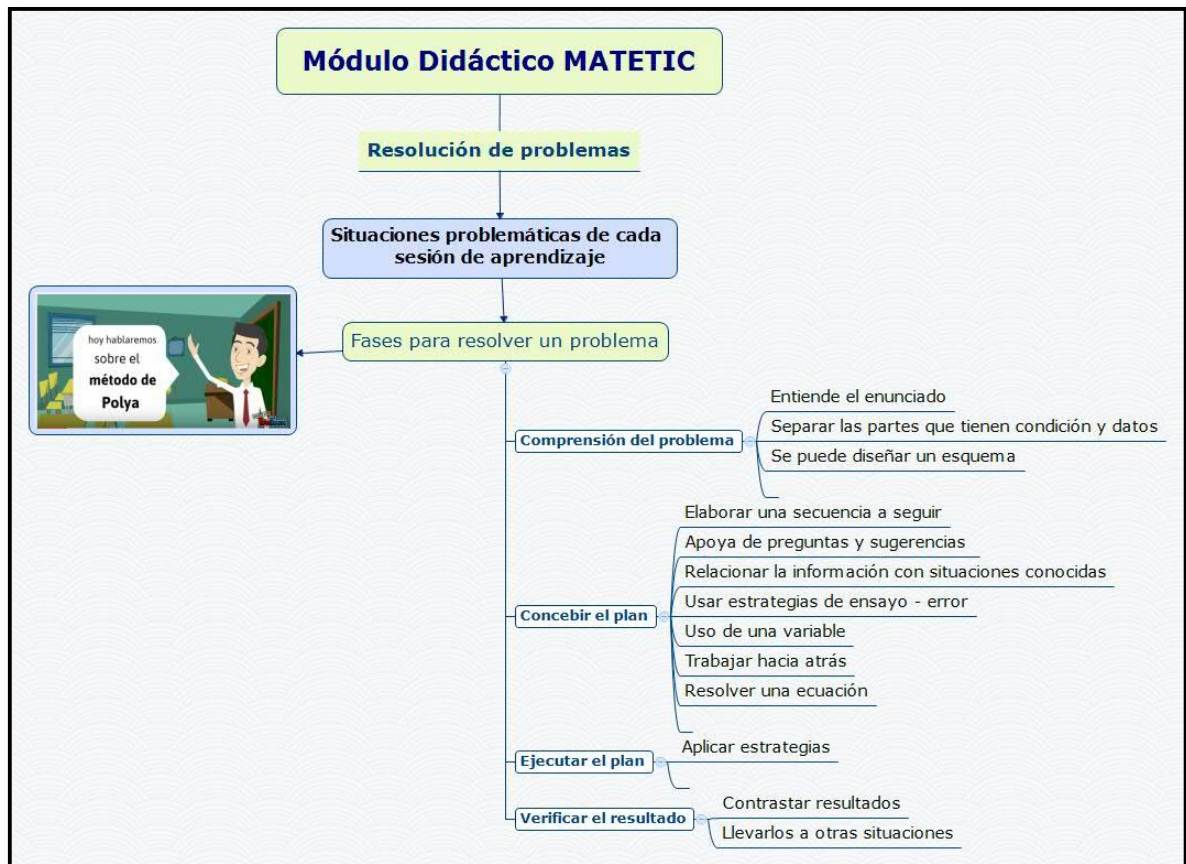 Módulo Didáctico MATETIC
Resolución de problemas
Situaciones problemáticas de cada
sesión de aprendizaje
hoy hablaremos
sobre el
método de
Polya
Fases para resolver un problema
Comprensión del problema
Entiende el enunciado
Separar las partes que tienen condición y datos
Se puede diseñar un esquema
Concebir el plan
Elaborar una secuencia a seguir
Apoya de preguntas y sugerencias
Relacionar la información con situaciones conocidas
Usar estrategias de ensayo - error
Uso de una variable
Trabajar hacia atrás
Resolver una ecuación
Ejecutar el plan
Aplicar estrategias
Verificar el resultado
Contrastar resultados
Llevarlos a otras situaciones